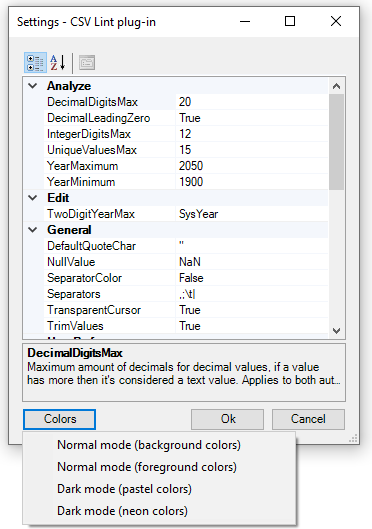 Settings - CSV Lint plug-in
A
Z
Analyze
DecimalDigitsMax 20
DecimalLeadingZero True
IntegerDigitsMax 12
UniqueValuesMax 15
YearMaximum 2050
YearMinimum 1900
Edit
TwoDigitYearMax SysYear
General
DefaultQuoteChar "
NullValue NaN
SeparatorColor False
Separators ,;\t|
TransparentCursor True
TrimValues True
DecimalDigitsMax
Maximum amount of decimals for decimal values, if a value
has more then it's considered a text value. Applies to both aut...
Colors Ok Cancel
Normal mode (background colors)
Normal mode (foreground colors)
Dark mode (pastel colors)
Dark mode (neon colors)